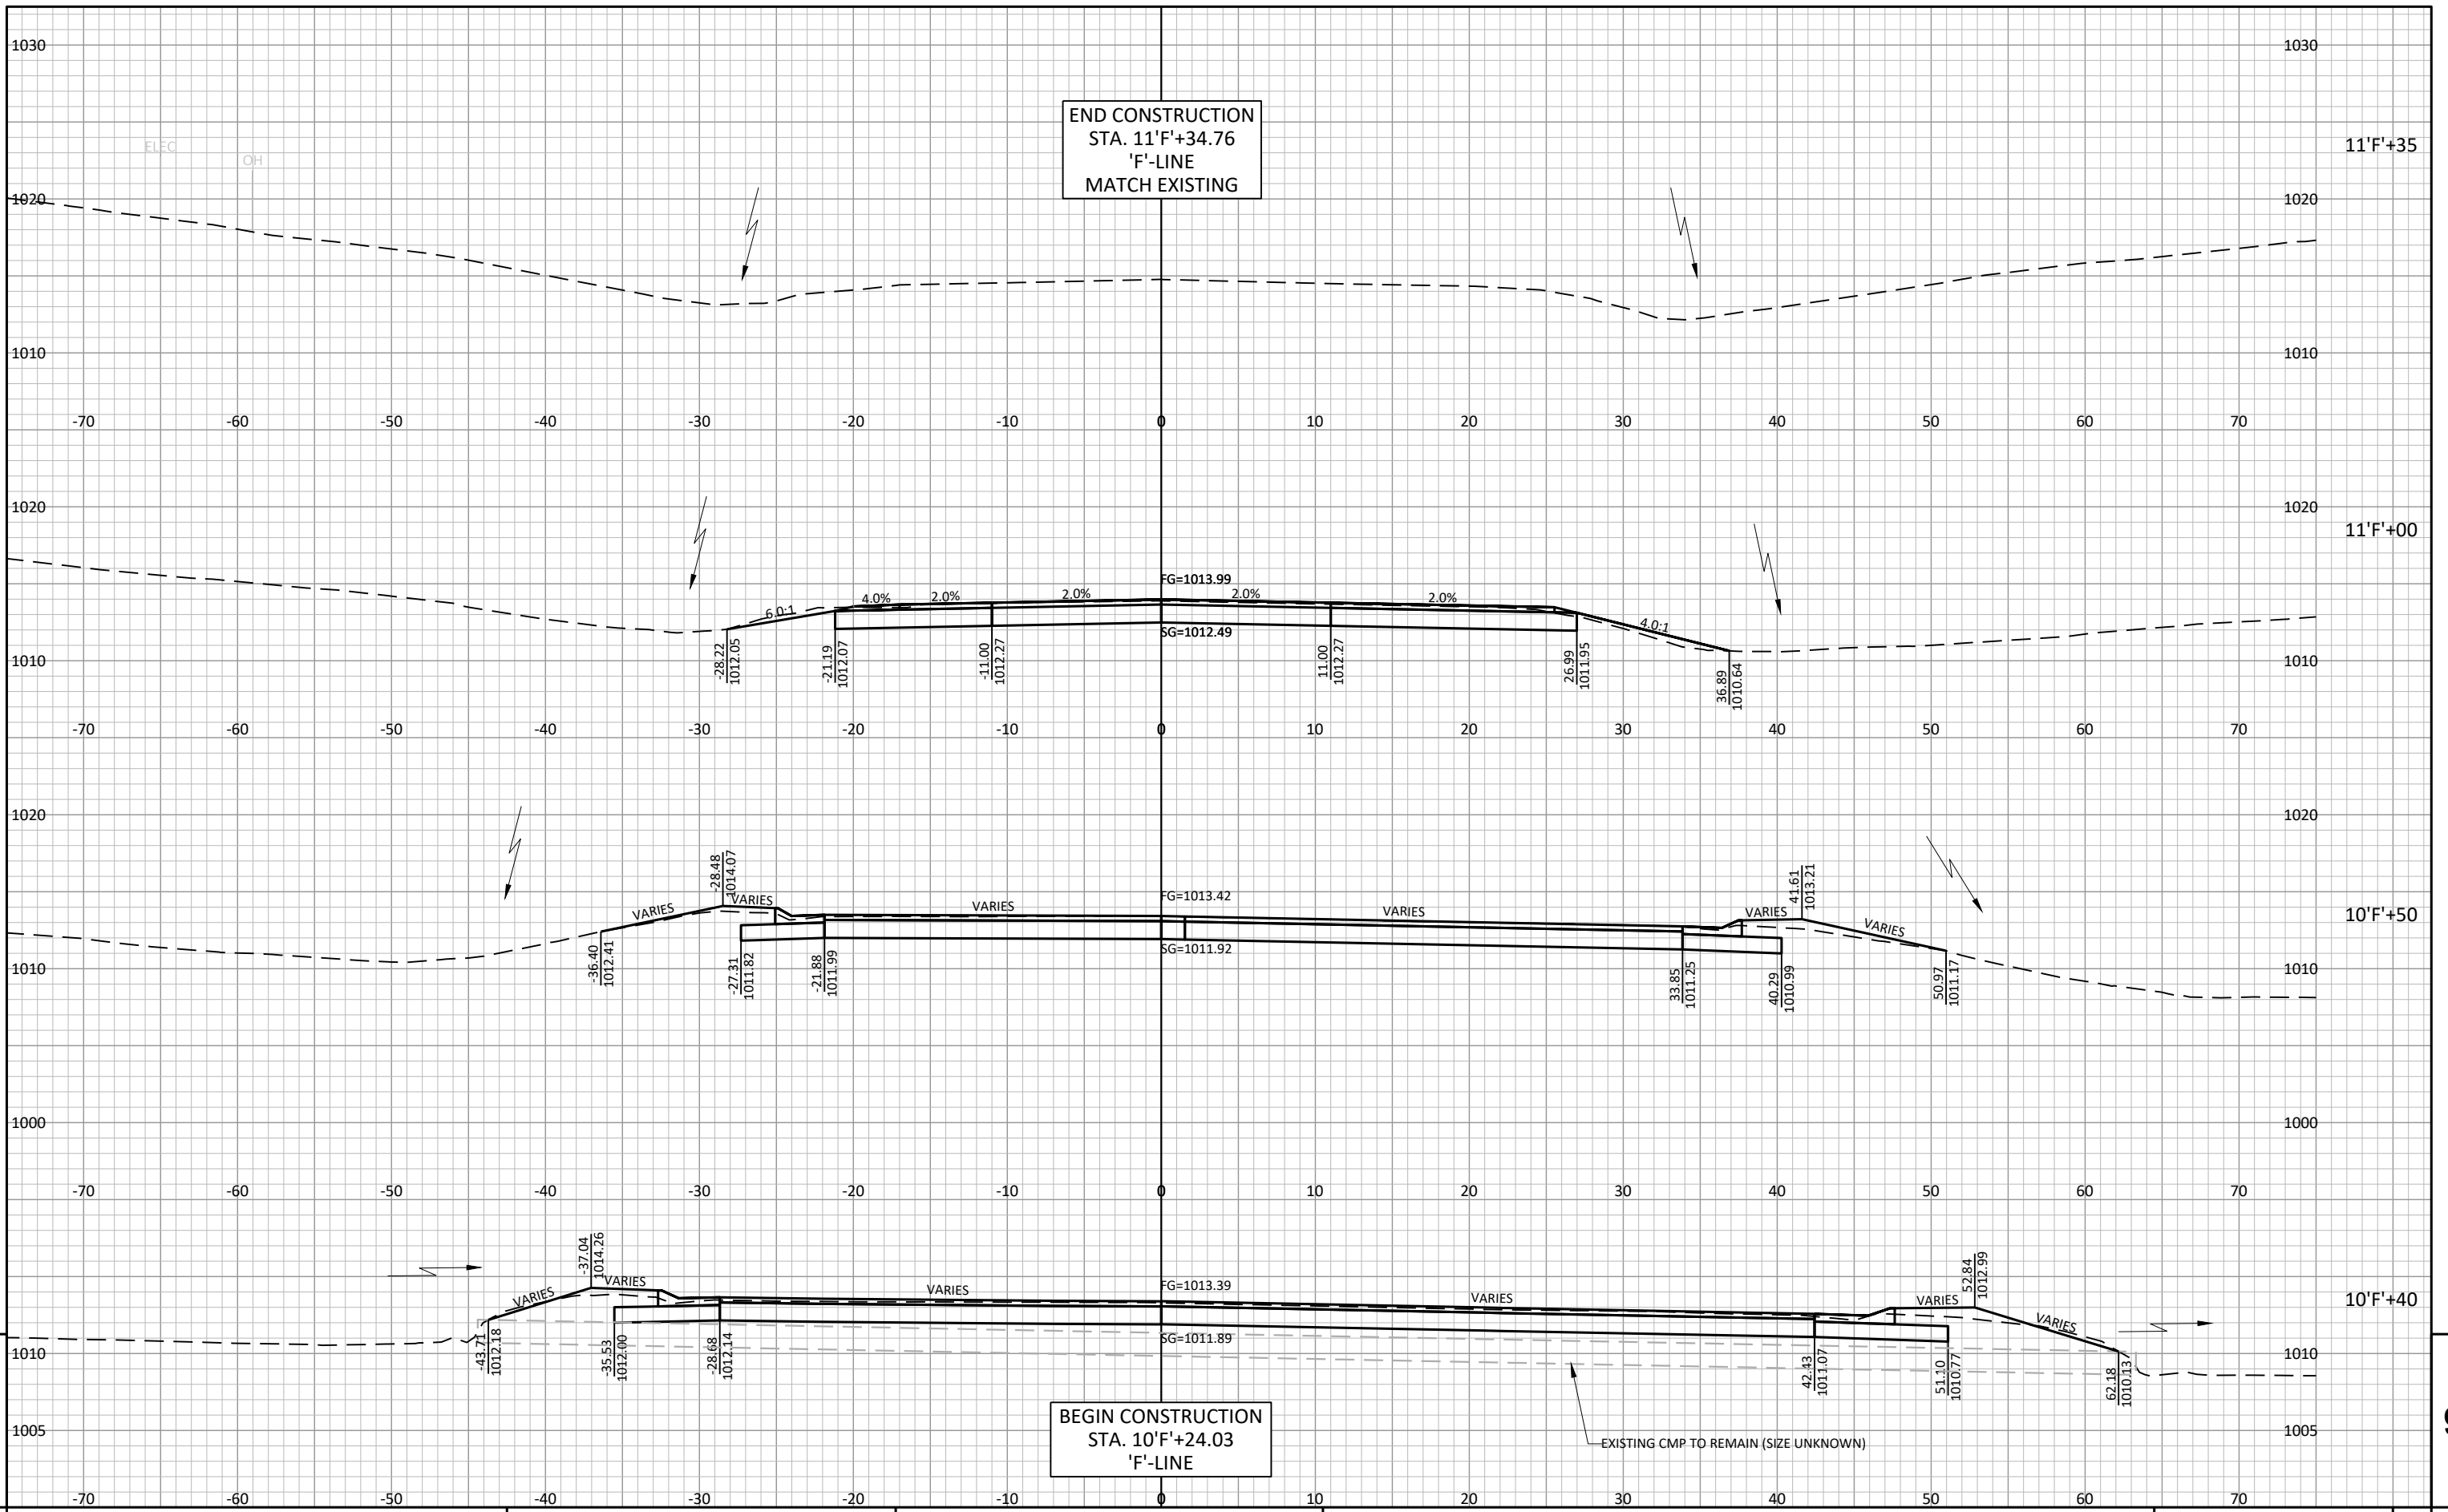 1030
1030
END CONSTRUCTION
STA. 11'F'+34.76
'F'-LINE
MATCH EXISTING
11'F'+35
ELEC
OH
1020
1020
1010
1010
-70 -60 -50 -40 -30 -20 -10 0 10 20 30 40 50 60 70
1020
1020
11'F'+00
FG=1013.99
6.0:1
4.0%
2.0%
2.0%
2.0%
2.0%
4.0:1
SG=1012.49
1010
1010
-28.22
1012.05
-21.19
1012.07
-11.00
1012.27
11.00
1012.27
26.99
1011.95
36.89
1010.64
-70 -60 -50 -40 -30 -20 -10 0 10 20 30 40 50 60 70
1020
1020
-28.48
1014.07
41.61
1013.21
10'F'+50
FG=1013.42
VARIES
VARIES
VARIES
VARIES
VARIES
VARIES
SG=1011.92
1010
1010
-36.40
1012.41
-27.31
1011.82
-21.88
1011.99
33.85
1011.25
40.29
1010.99
50.97
1011.17
1000
1000
-70 -60 -50 -40 -30 -20 -10 0 10 20 30 40 50 60 70
-37.04
1014.26
52.84
1012.99
10'F'+40
FG=1013.39
VARIES
VARIES
VARIES
VARIES
VARIES
VARIES
SG=1011.89
1010
1010
-43.71
1012.18
-35.53
1012.00
-28.68
1012.14
42.43
1011.07
51.10
1010.77
62.18
1010.13
BEGIN CONSTRUCTION
STA. 10'F'+24.03
'F'-LINE
EXISTING CMP TO REMAIN (SIZE UNKNOWN)
1005
1005
-70 -60 -50 -40 -30 -20 -10 0 10 20 30 40 50 60 70